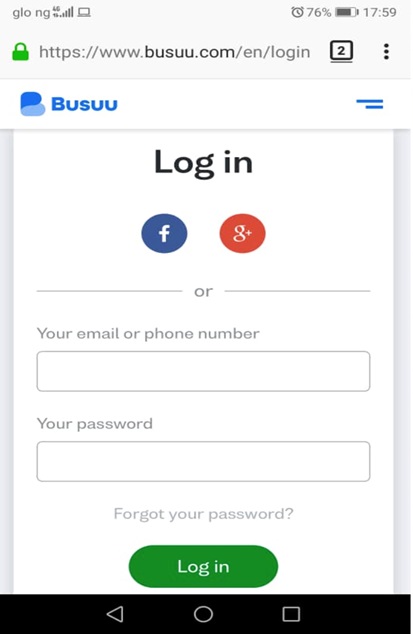 glo ng 4G 76% 17:59
https://www.busuu.com/en/login 2
Busuu
Log in
f g+
or
Your email or phone number
Your password
Forgot your password?
Log in